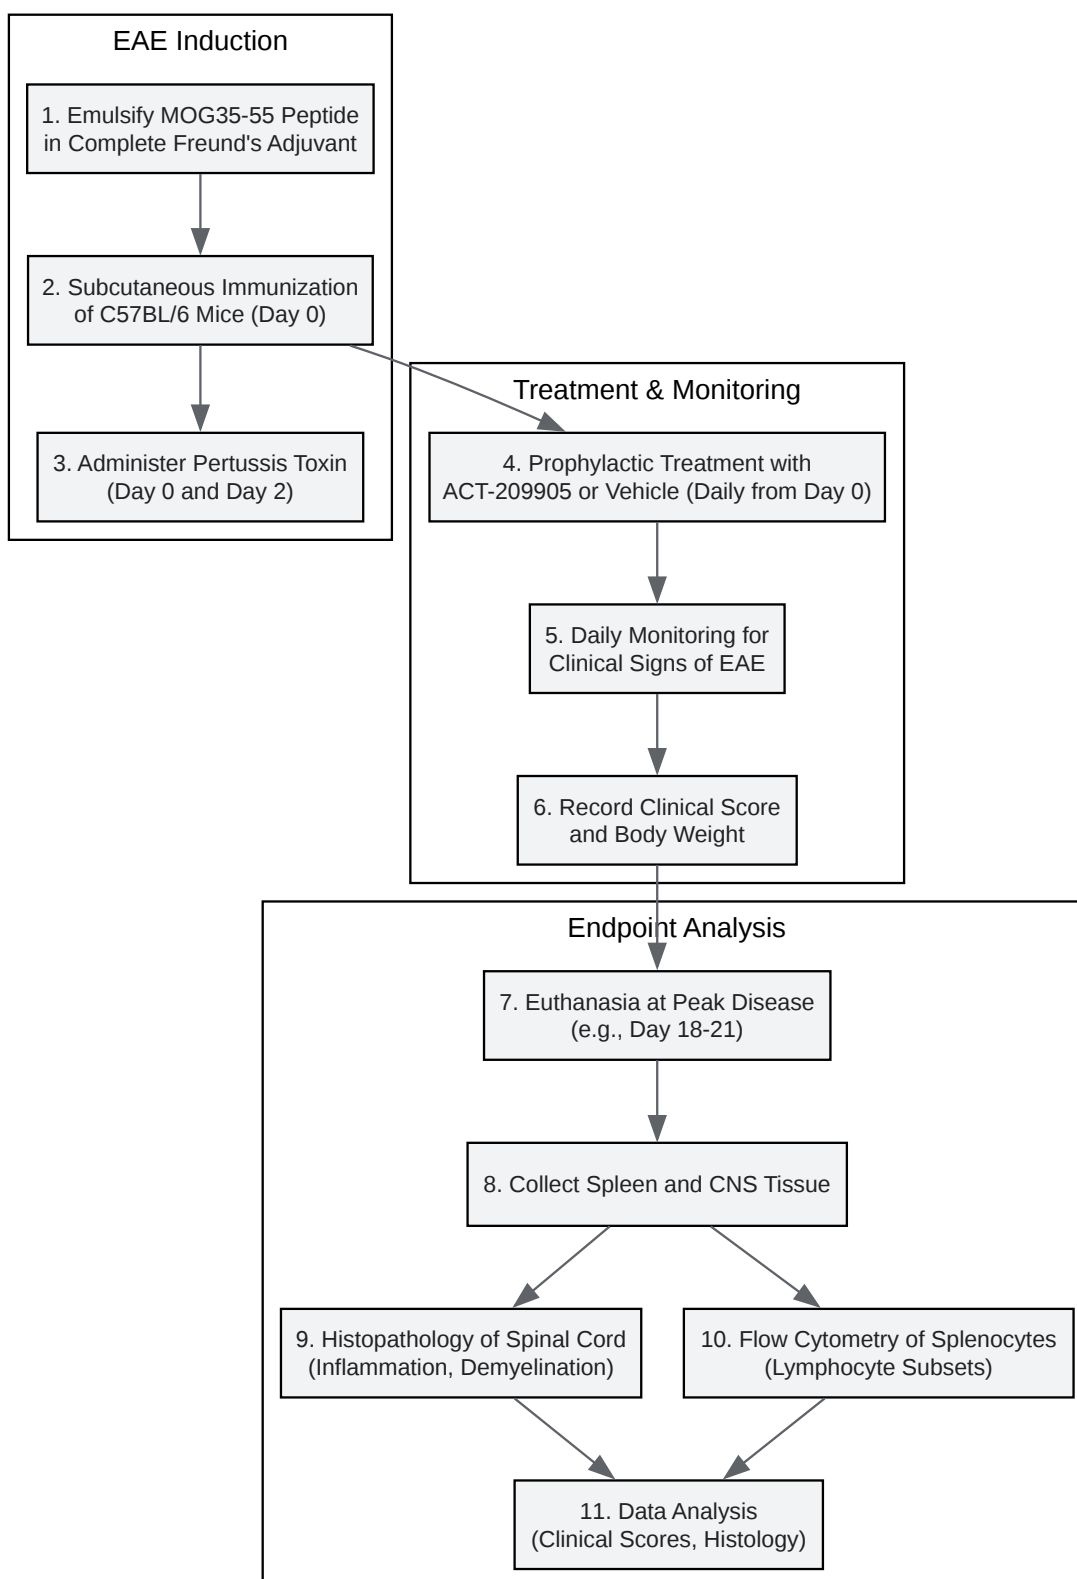 EAE Induction
1. Emulsify MOG35-55 Peptide
in Complete Freund's Adjuvant
2. Subcutaneous Immunization
of C57BL/6 Mice (Day 0)
3. Administer Pertussis Toxin
(Day 0 and Day 2)
Treatment & Monitoring
4. Prophylactic Treatment with
ACT-209905 or Vehicle (Daily from Day 0)
5. Daily Monitoring for
Clinical Signs of EAE
6. Record Clinical Score
and Body Weight
Endpoint Analysis
7. Euthanasia at Peak Disease
(e.g., Day 18-21)
8. Collect Spleen and CNS Tissue
9. Histopathology of Spinal Cord
(Inflammation, Demyelination)
10. Flow Cytometry of Splenocytes
(Lymphocyte Subsets)
11. Data Analysis
(Clinical Scores, Histology)